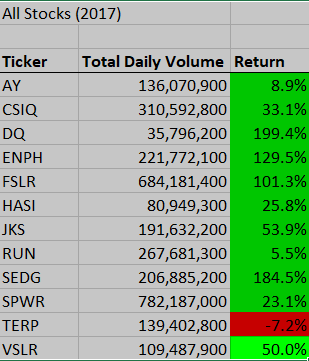 All Stocks (2017)
Ticker Total Daily Volume Return
AY 136,070,900 8.9%
CSIQ 310,592,800 33.1%
DQ 35,796,200 199.4%
ENPH 221,772,100 129.5%
FSLR 684,181,400 101.3%
HASI 80,949,300 25.8%
JKS 191,632,200 53.9%
RUN 267,681,300 5.5%
SEDG 206,885,200 184.5%
SPWR 782,187,000 23.1%
TERP 139,402,800 -7.2%
VSLR 109,487,900 50.0%